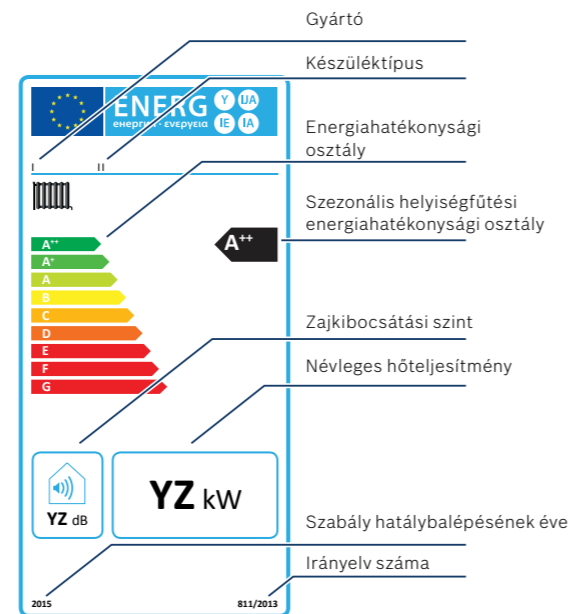 Gyártó
Készüléktípus
ENERG Y IJA
енергия · ενεργεια IE IA
Energiahatékonysági
osztály
I II
Szezonális helyiségfűtési
energiahatékonysági osztály
A++
A++
A+
A
B
C
D
E
F
G
Zajkibocsátási szint
Névleges hőteljesítmény
YZ dB
YZ kW
Szabály hatálybalépésének éve
Irányelv száma
2015
811/2013